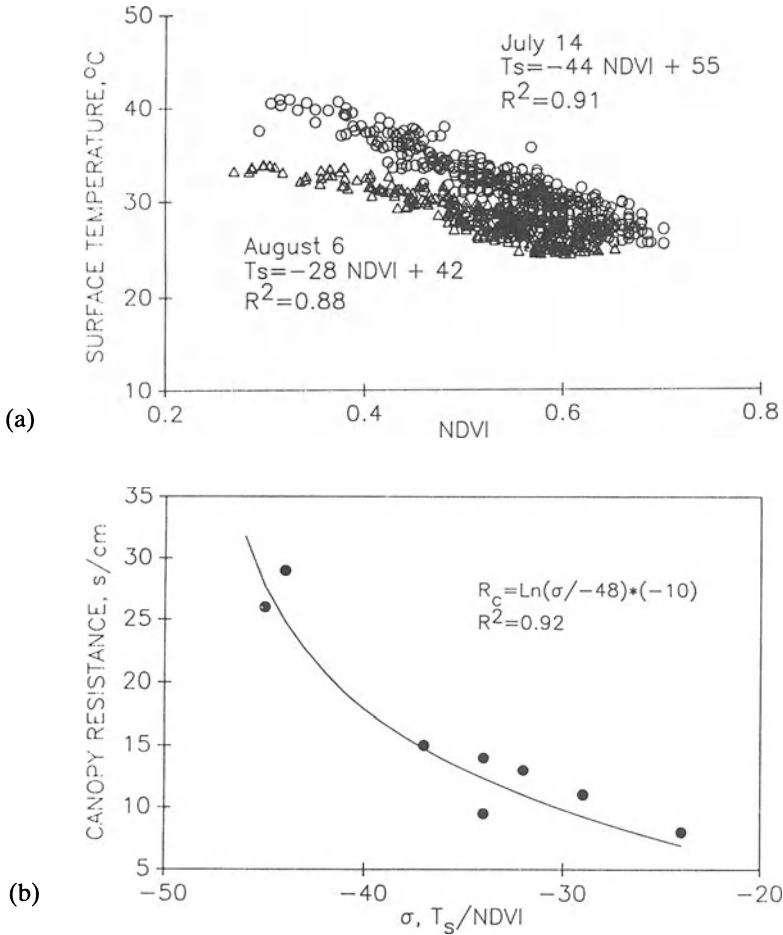 50
40
30
20
10
SURFACE TEMPERATURE, °C
July 14
Ts=−44 NDVI + 55
R²=0.91
August 6
Ts=−28 NDVI + 42
R²=0.88
0.2 0.4 0.6 0.8
NDVI
(a)
35
30
25
20
15
10
5
CANOPY RESISTANCE, s/cm
R_c=Ln(σ/−48)*(−10)
R²=0.92
−50 −40 −30 −20
σ, T_s/NDVI
(b)